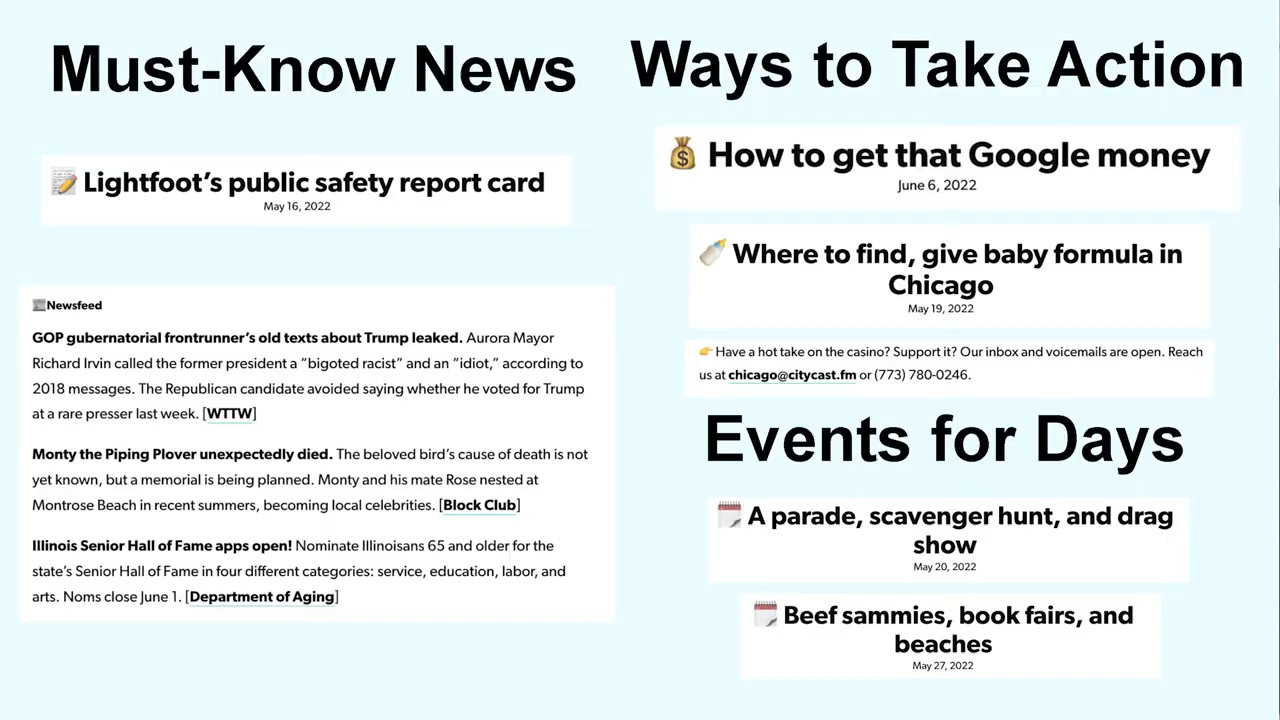 Must-Know News
📝 Lightfoot’s public safety report card
May 16, 2022
📰Newsfeed
GOP gubernatorial frontrunner’s old texts about Trump leaked. Aurora Mayor
Richard Irvin called the former president a “bigoted racist” and an “idiot,” according to
2018 messages. The Republican candidate avoided saying whether he voted for Trump
at a rare presser last week. [WTTW]
Monty the Piping Plover unexpectedly died. The beloved bird’s cause of death is not
yet known, but a memorial is being planned. Monty and his mate Rose nested at
Montrose Beach in recent summers, becoming local celebrities. [Block Club]
Illinois Senior Hall of Fame apps open! Nominate Illinoisans 65 and older for the
state’s Senior Hall of Fame in four different categories: service, education, labor, and
arts. Noms close June 1. [Department of Aging]
Ways to Take Action
💰 How to get that Google money
June 6, 2022
🍼 Where to find, give baby formula in
Chicago
May 19, 2022
👉 Have a hot take on the casino? Support it? Our inbox and voicemails are open. Reach
us at chicago@citycast.fm or (773) 780-0246.
Events for Days
🗓 A parade, scavenger hunt, and drag
show
May 20, 2022
🗓 Beef sammies, book fairs, and
beaches
May 27, 2022